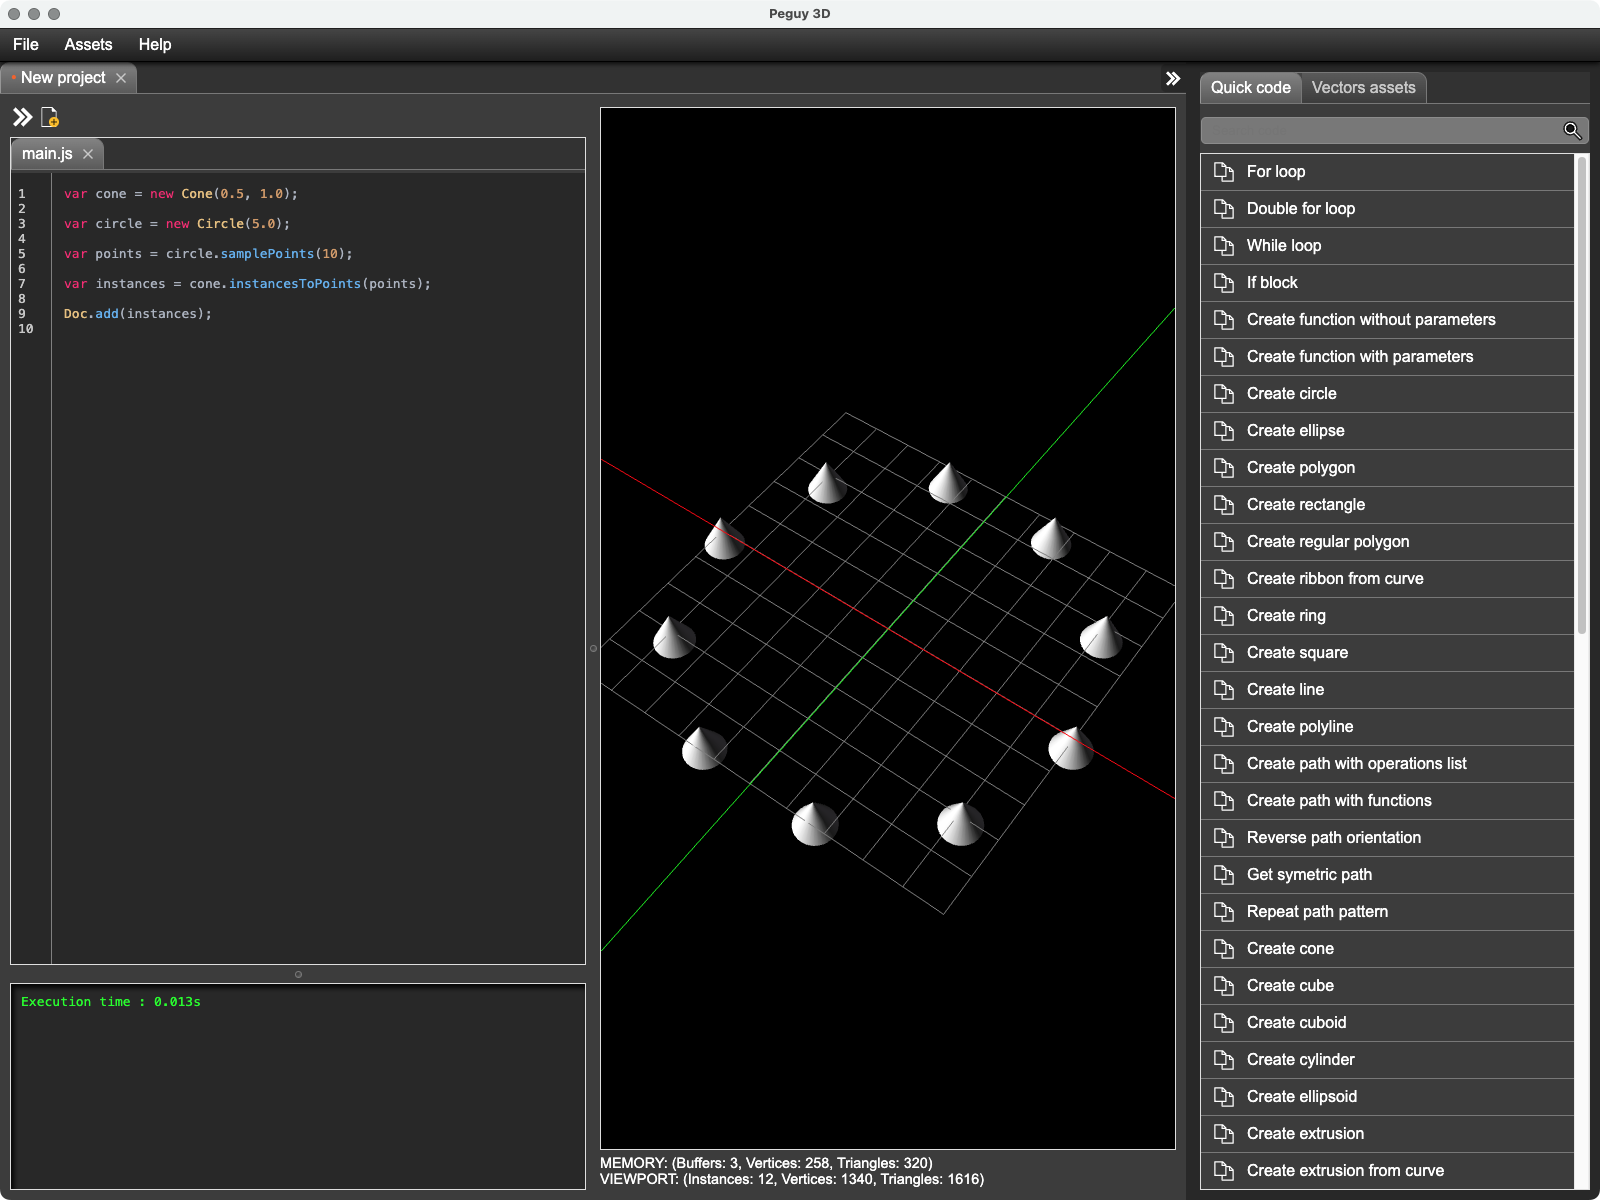 Peguy 3D
File Assets Help
• New project
Quick code Vectors assets
main.js
1 var cone = new Cone(0.5, 1.0);
2
3 var circle = new Circle(5.0);
4
5 var points = circle.samplePoints(10);
6
7 var instances = cone.instancesToPoints(points);
8
9 Doc.add(instances);
10
Execution time : 0.013s
MEMORY: (Buffers: 3, Vertices: 258, Triangles: 320)
VIEWPORT: (Instances: 12, Vertices: 1340, Triangles: 1616)
For loop
Double for loop
While loop
If block
Create function without parameters
Create function with parameters
Create circle
Create ellipse
Create polygon
Create rectangle
Create regular polygon
Create ribbon from curve
Create ring
Create square
Create line
Create polyline
Create path with operations list
Create path with functions
Reverse path orientation
Get symetric path
Repeat path pattern
Create cone
Create cube
Create cuboid
Create cylinder
Create ellipsoid
Create extrusion
Create extrusion from curve